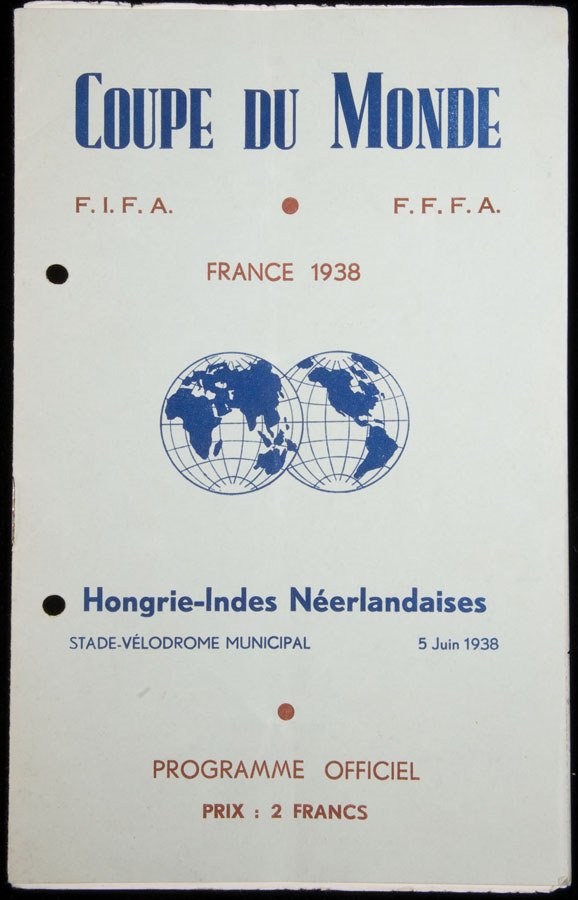 COUPE DU MONDE
F. I. F. A. • F. F. F. A.
FRANCE 1938
Hongrie-Indes Néerlandaises
STADE-VÉLODROME MUNICIPAL 5 Juin 1938
PROGRAMME OFFICIEL
PRIX : 2 FRANCS